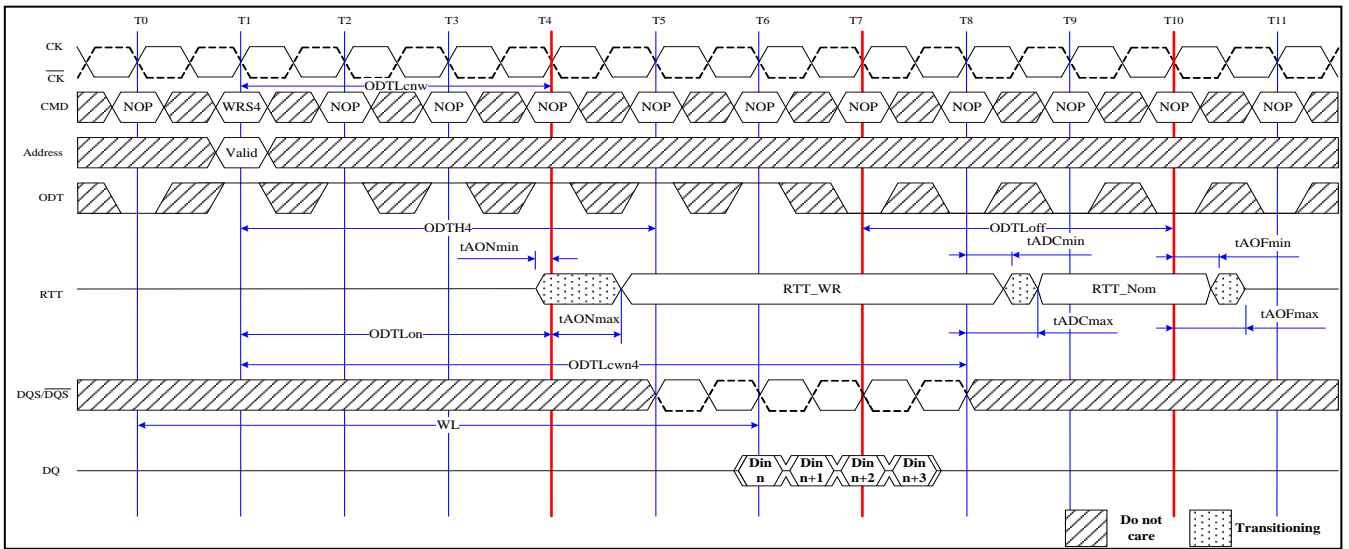 T0 T1 T2 T3 T4 T5 T6 T7 T8 T9 T10 T11
CK
CK
ODTLcnw
CMD NOP WRS4 NOP NOP NOP NOP NOP NOP NOP NOP NOP NOP
Address Valid
ODT
ODTH4 ODTLoff
tAONmin tADCmin tAOFmin
RTT RTT_WR RTT_Nom
tAONmax tADCmax tAOFmax
ODTLon
ODTLcwn4
DQS/DQS
WL
DQ Din n Din n+1 Din n+2 Din n+3
Do not care Transitioning